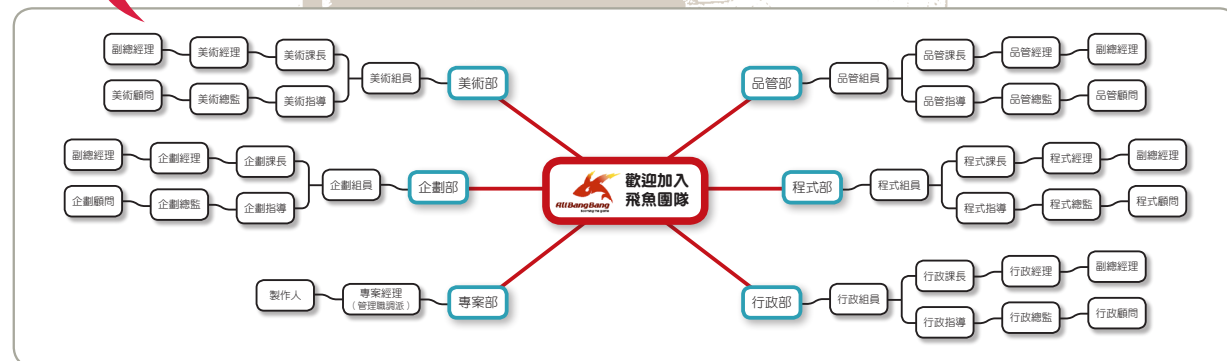 副總經理
美術經理
美術課長
美術顧問
美術總監
美術指導
美術組員
美術部
副總經理
企劃經理
企劃課長
企劃顧問
企劃總監
企劃指導
企劃組員
企劃部
製作人
專案經理
（管理職調派）
專案部
AliBangBang
歡迎加入
飛魚團隊
品管部
品管組員
品管課長
品管經理
副總經理
品管指導
品管總監
品管顧問
程式部
程式組員
程式課長
程式經理
副總經理
程式指導
程式總監
程式顧問
行政部
行政組員
行政課長
行政經理
副總經理
行政指導
行政總監
行政顧問